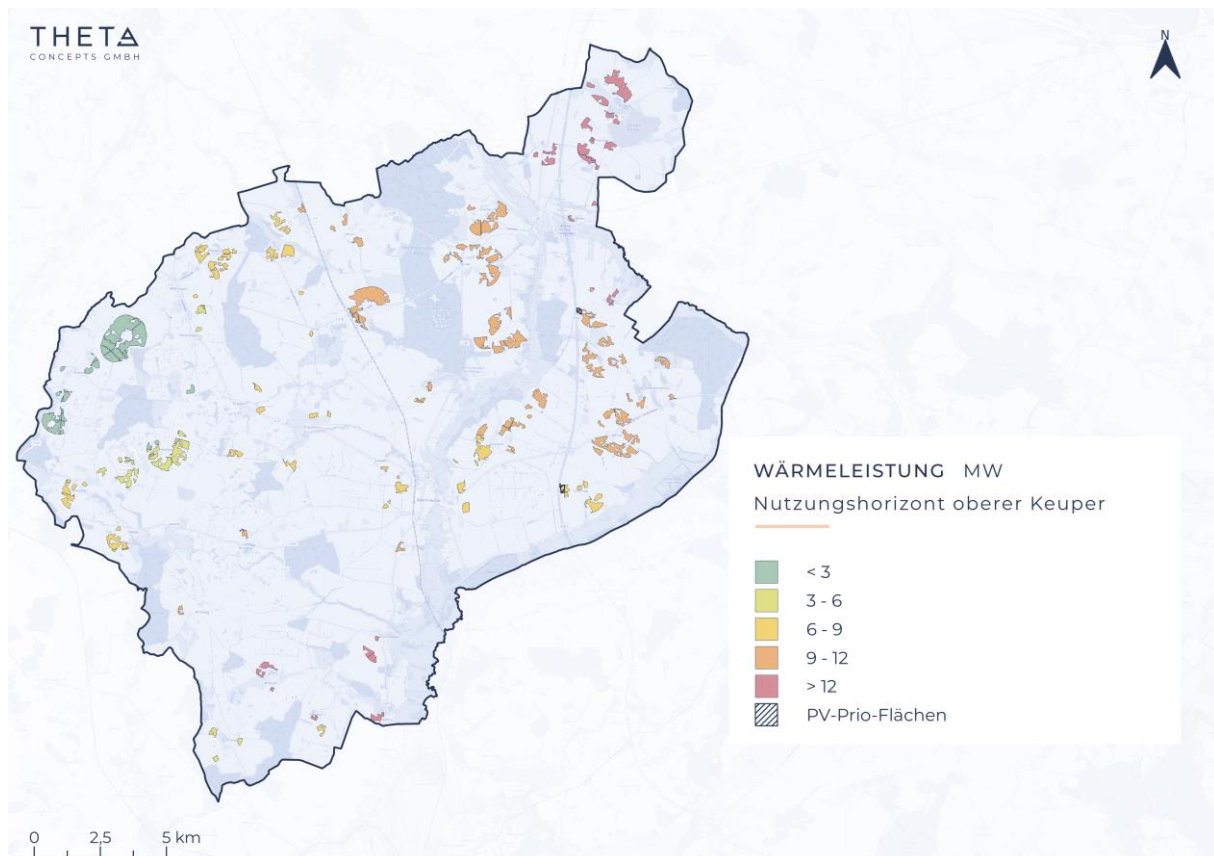 THETA
CONCEPTS GMBH
N
WÄRMELEISTUNG MW
Nutzungshorizont oberer Keuper
< 3
3 - 6
6 - 9
9 - 12
> 12
PV-Prio-Flächen
0 2,5 5 km